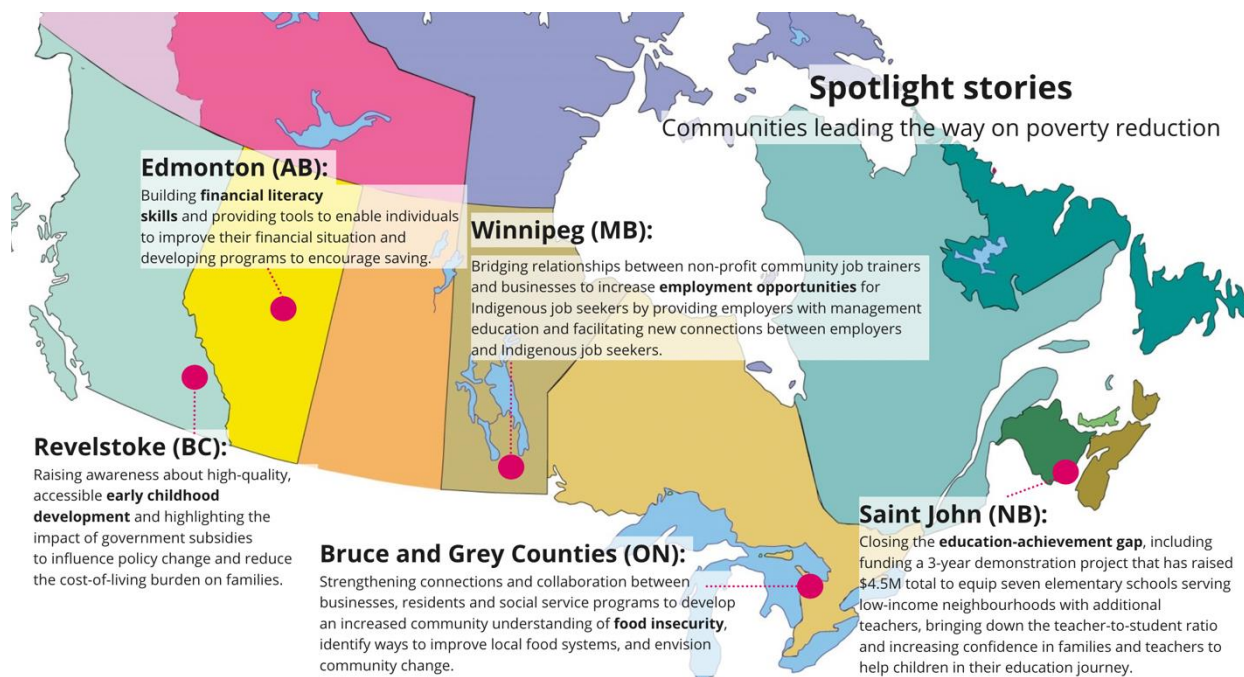 Spotlight stories
Communities leading the way on poverty reduction
Edmonton (AB):
Building financial literacy
skills and providing tools to enable individuals
to improve their financial situation and
developing programs to encourage saving.
Winnipeg (MB):
Bridging relationships between non-profit community job trainers
and businesses to increase employment opportunities for
Indigenous job seekers by providing employers with management
education and facilitating new connections between employers
and Indigenous job seekers.
Revelstoke (BC):
Raising awareness about high-quality,
accessible early childhood
development and highlighting the
impact of government subsidies
to influence policy change and reduce
the cost-of-living burden on families.
Bruce and Grey Counties (ON):
Strengthening connections and collaboration between
businesses, residents and social service programs to develop
an increased community understanding of food insecurity,
identify ways to improve local food systems, and envision
community change.
Saint John (NB):
Closing the education-achievement gap, including
funding a 3-year demonstration project that has raised
$4.5M total to equip seven elementary schools serving
low-income neighbourhoods with additional
teachers, bringing down the teacher-to-student ratio
and increasing confidence in families and teachers to
help children in their education journey.